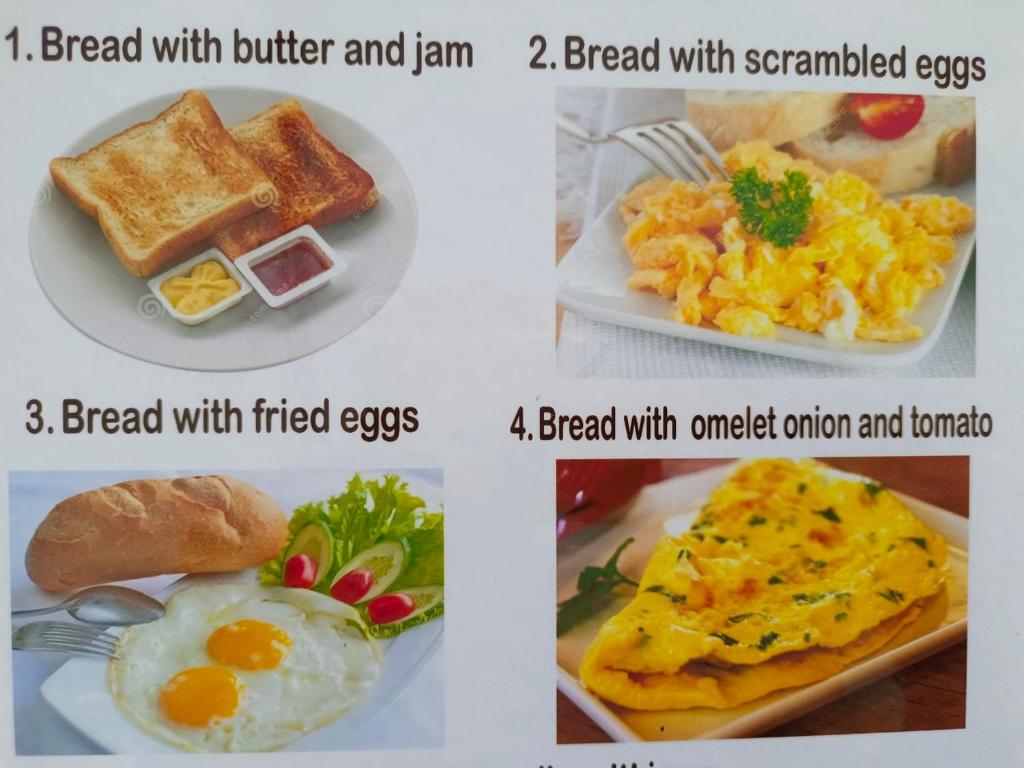 1. Bread with butter and jam
2. Bread with scrambled eggs
3. Bread with fried eggs
4. Bread with omelet onion and tomato